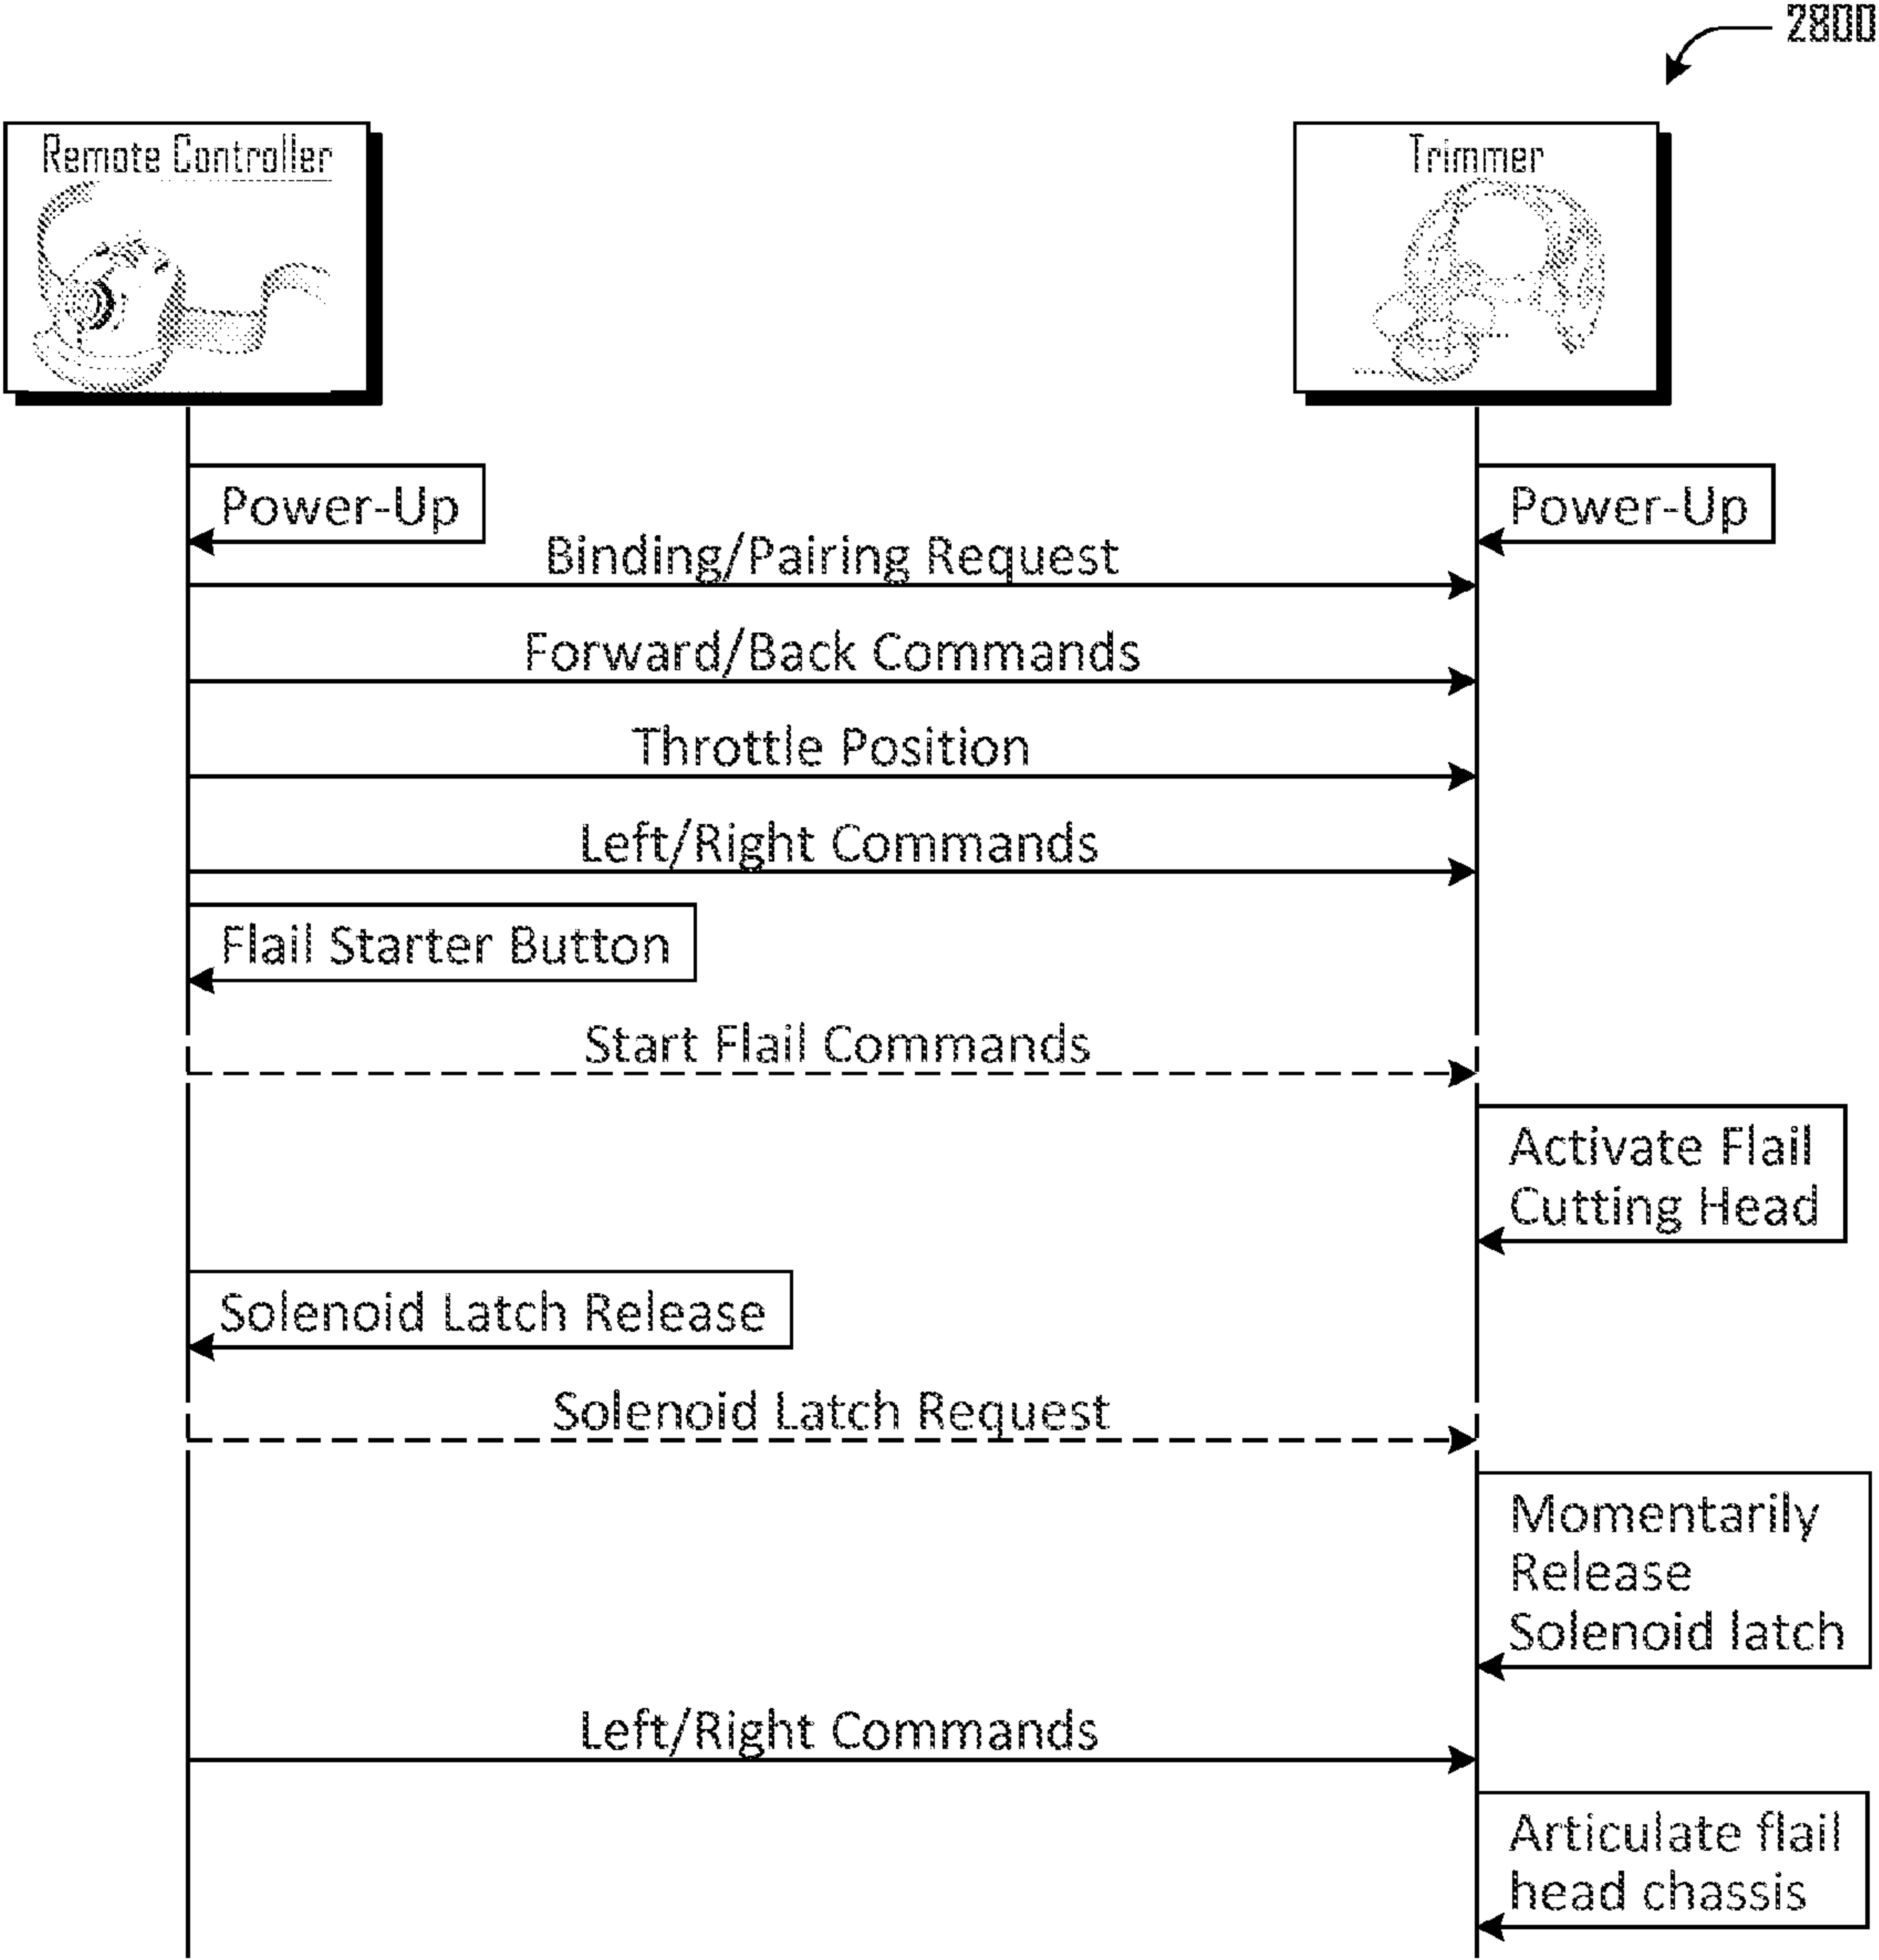 2800
Remote Controller
Trimmer
Power-Up
Power-Up
Binding/Pairing Request
Forward/Back Commands
Throttle Position
Left/Right Commands
Flail Starter Button
Start Flail Commands
Activate Flail
Cutting Head
Solenoid Latch Release
Solenoid Latch Request
Momentarily
Release
Solenoid latch
Left/Right Commands
Articulate flail
head chassis